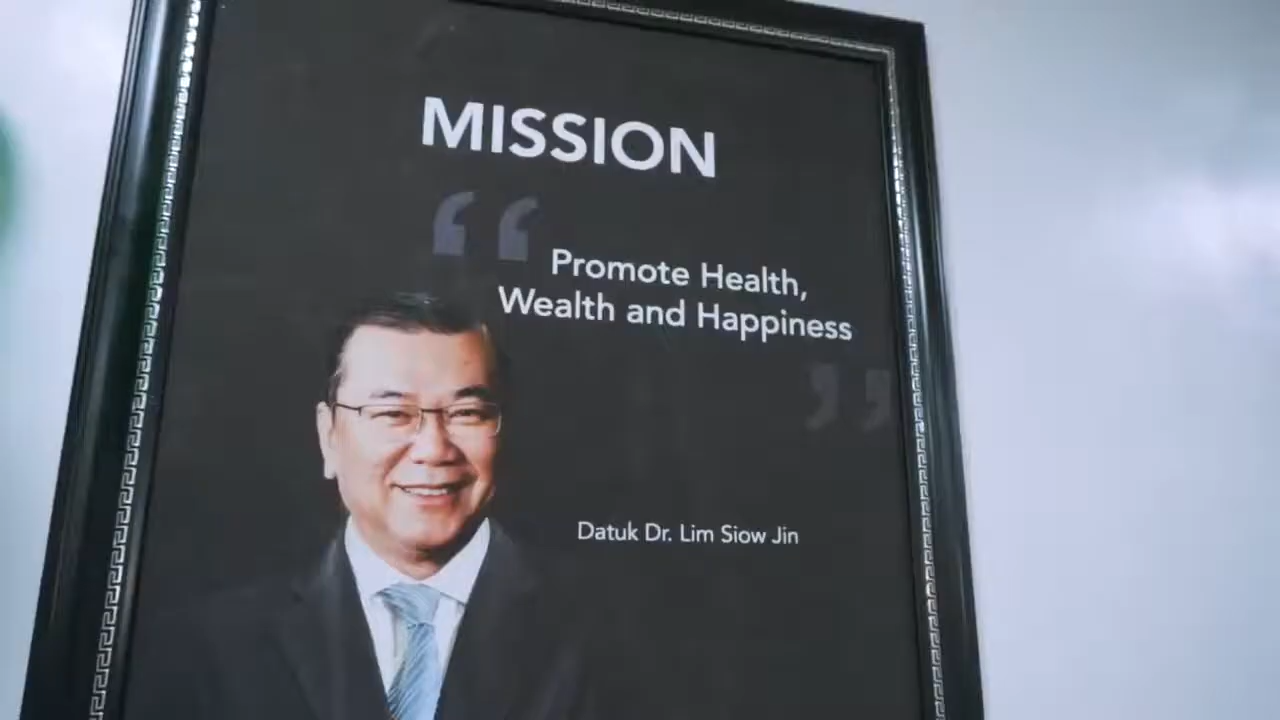 MISSION
“
Promote Health,
Wealth and Happiness
”
Datuk Dr. Lim Siow Jin